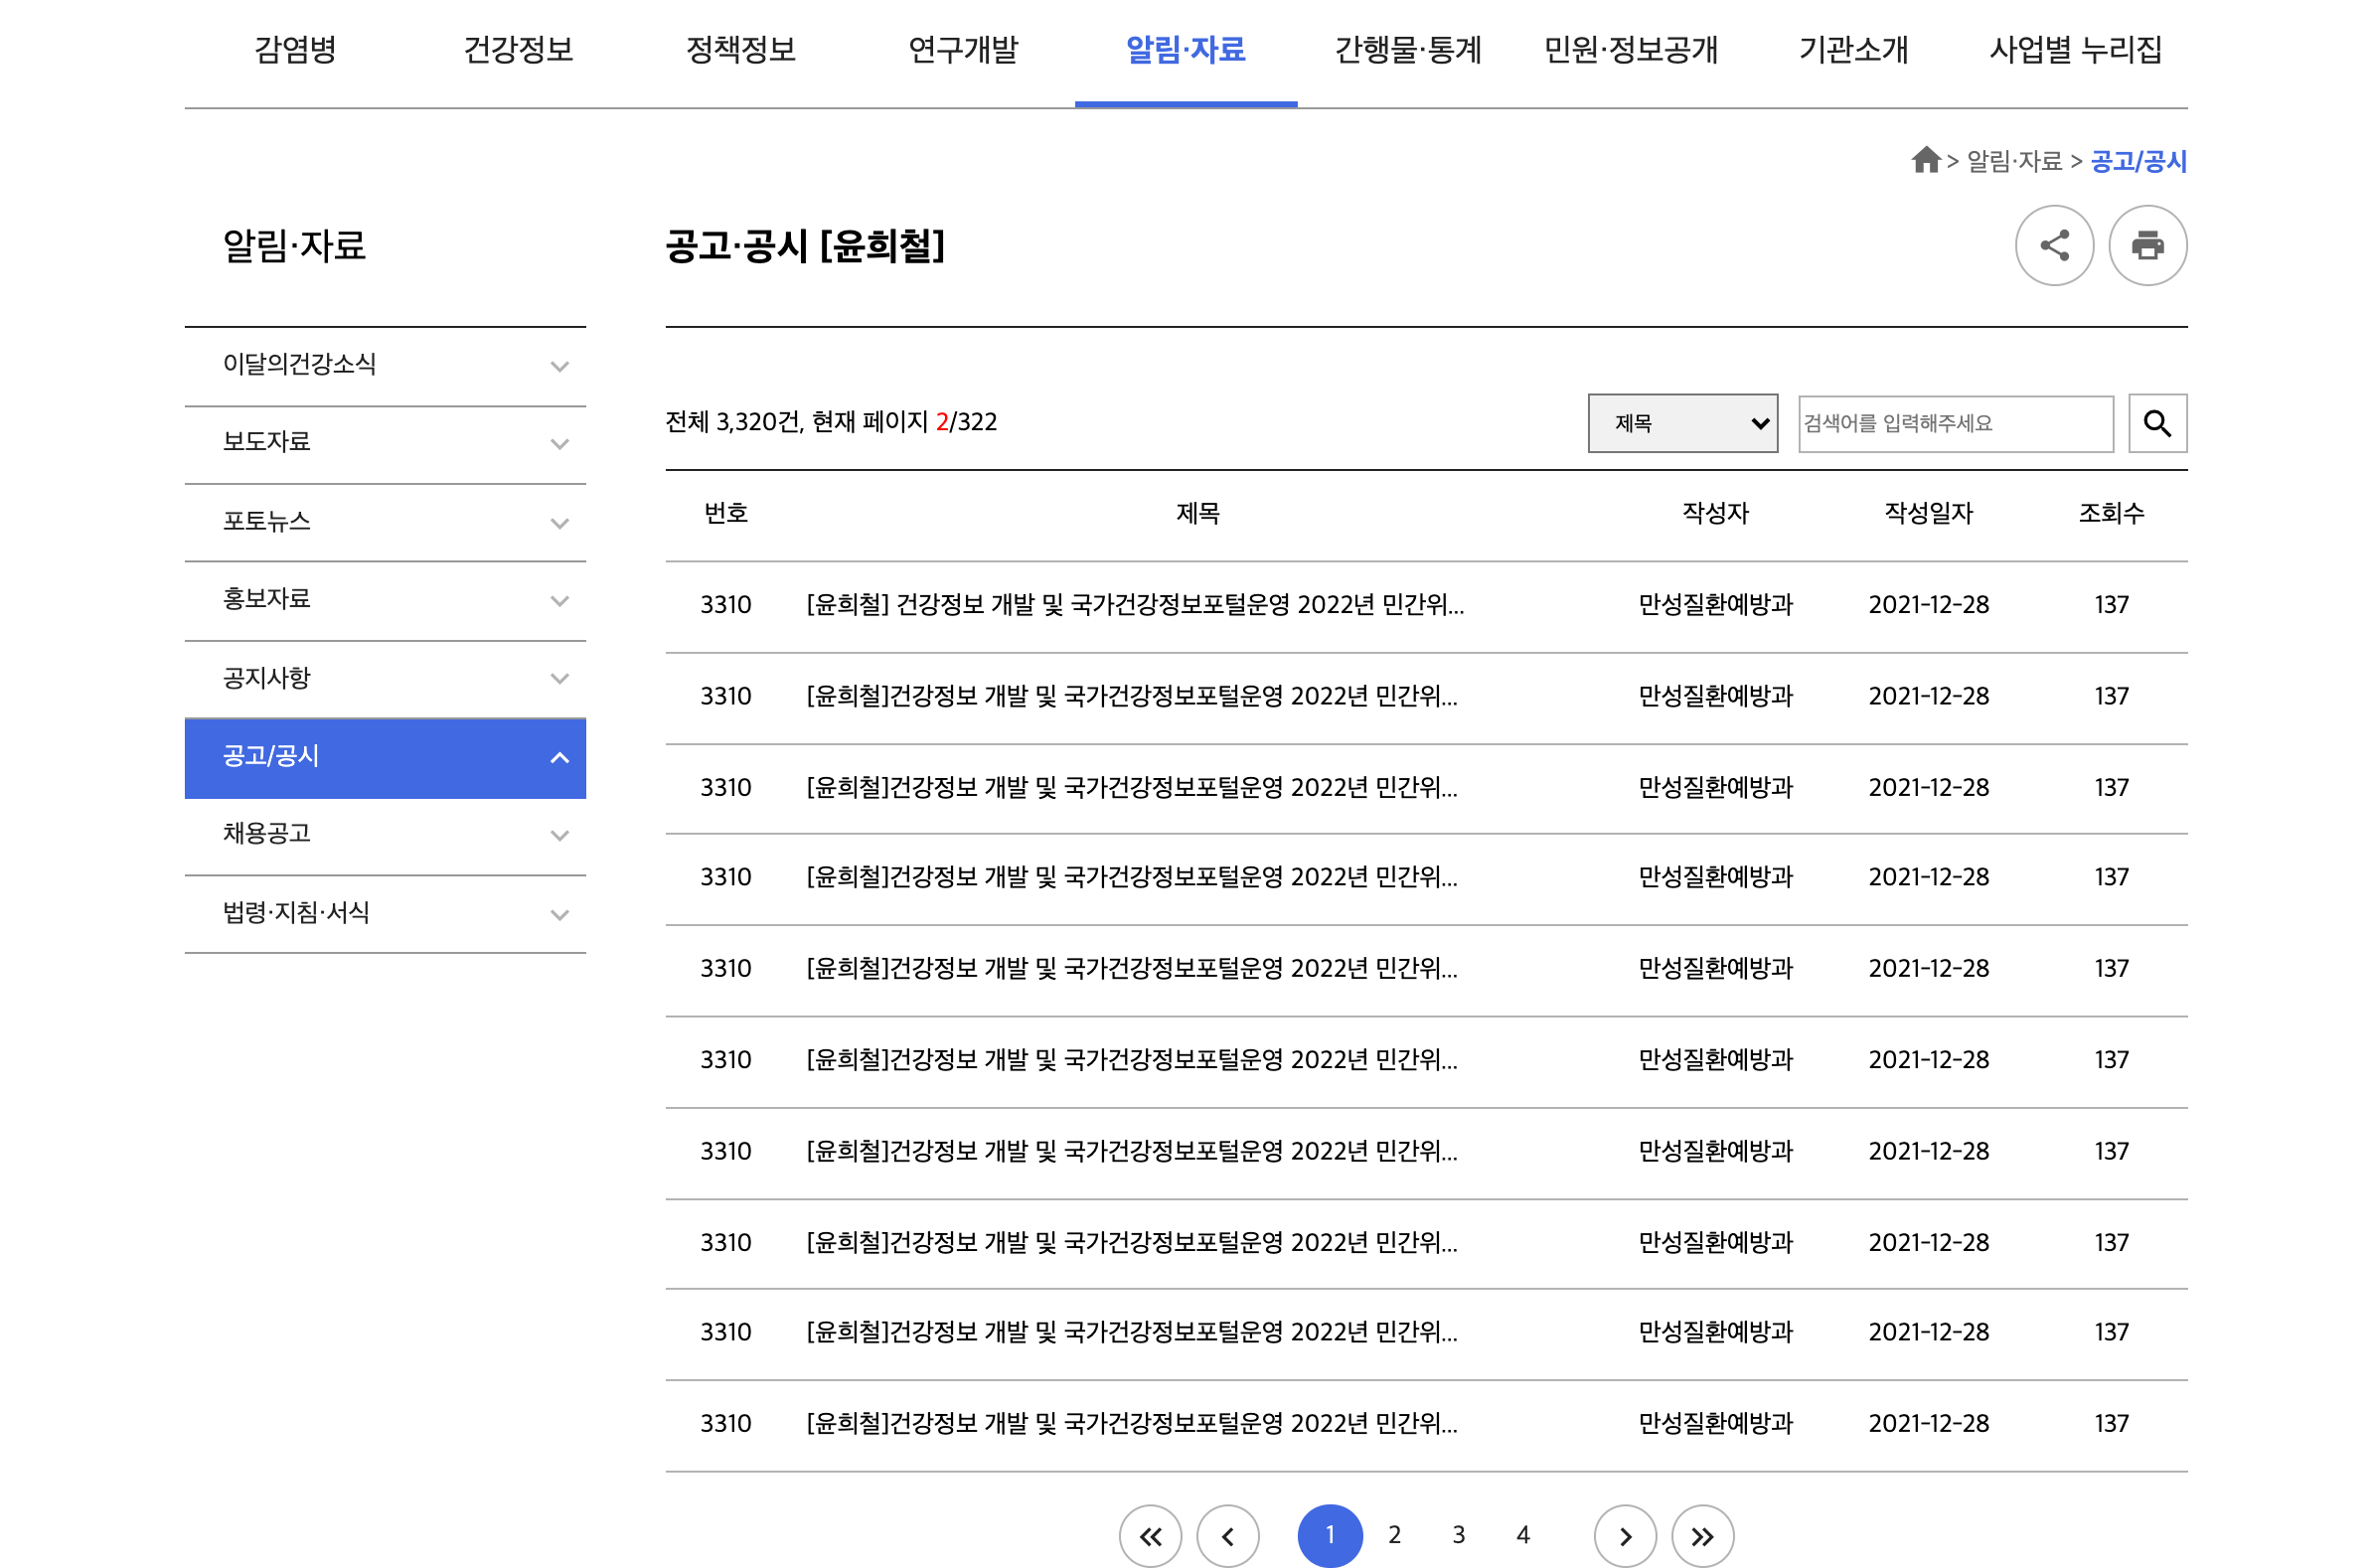 감염병 건강정보 정책정보 연구개발 알림·자료 간행물·통계 민원·정보공개 기관소개 사업별 누리집
> 알림·자료 > 공고/공시
알림·자료
이달의건강소식
보도자료
포토뉴스
홍보자료
공지사항
공고/공시
채용공고
법령·지침·서식
공고·공시 [윤희철]
전체 3,320건, 현재 페이지 2/322 제목 검색어를 입력해주세요
번호 제목 작성자 작성일자 조회수
3310 [윤희철] 건강정보 개발 및 국가건강정보포털운영 2022년 민간위... 만성질환예방과 2021-12-28 137
3310 [윤희철]건강정보 개발 및 국가건강정보포털운영 2022년 민간위... 만성질환예방과 2021-12-28 137
3310 [윤희철]건강정보 개발 및 국가건강정보포털운영 2022년 민간위... 만성질환예방과 2021-12-28 137
3310 [윤희철]건강정보 개발 및 국가건강정보포털운영 2022년 민간위... 만성질환예방과 2021-12-28 137
3310 [윤희철]건강정보 개발 및 국가건강정보포털운영 2022년 민간위... 만성질환예방과 2021-12-28 137
3310 [윤희철]건강정보 개발 및 국가건강정보포털운영 2022년 민간위... 만성질환예방과 2021-12-28 137
3310 [윤희철]건강정보 개발 및 국가건강정보포털운영 2022년 민간위... 만성질환예방과 2021-12-28 137
3310 [윤희철]건강정보 개발 및 국가건강정보포털운영 2022년 민간위... 만성질환예방과 2021-12-28 137
3310 [윤희철]건강정보 개발 및 국가건강정보포털운영 2022년 민간위... 만성질환예방과 2021-12-28 137
3310 [윤희철]건강정보 개발 및 국가건강정보포털운영 2022년 민간위... 만성질환예방과 2021-12-28 137
1 2 3 4